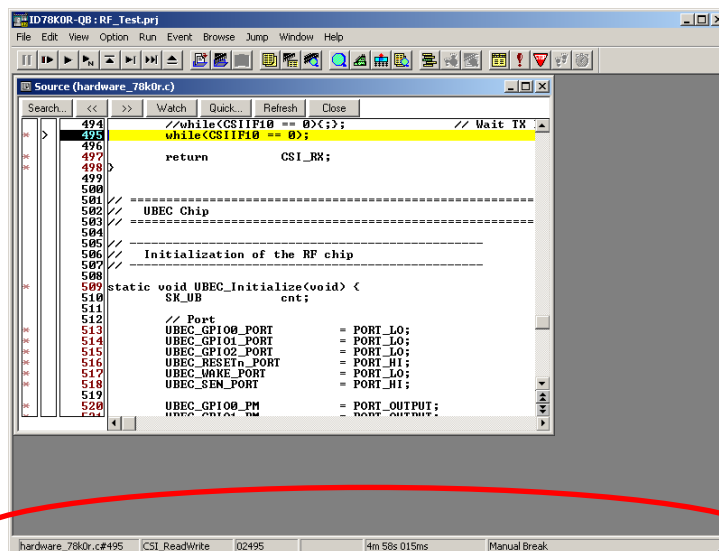 ID78K0R-QB : RF_Test.prj
File Edit View Option Run Event Browse Jump Window Help
Source (hardware_78k0r.c)
Search... << >> Watch Quick... Refresh Close
494 //while(CSIIF10 == 0){;}; // Wait TX
495 while(CSIIF10 == 0);
496
497 return CSI_RX;
498 }
499
500
501 // ================================================================
502 // UBEC Chip
503 // ================================================================
504
505 // -------------------------------------------------
506 // Initialization of the RF chip
507 // -------------------------------------------------
508
509 static void UBEC_Initialize(void) {
510 SK_UB cnt;
511
512 // Port
513 UBEC_GPIO0_PORT = PORT_LO;
514 UBEC_GPIO1_PORT = PORT_LO;
515 UBEC_GPIO2_PORT = PORT_LO;
516 UBEC_RESETn_PORT = PORT_HI;
517 UBEC_WAKE_PORT = PORT_LO;
518 UBEC_SEN_PORT = PORT_HI;
519
520 UBEC_GPIO0_PM = PORT_OUTPUT;
521 UBEC_GPIO1_PM = PORT_OUTPUT;
hardware_78k0r.c#495 CSI_ReadWrite 02495 4m 58s 015ms Manual Break